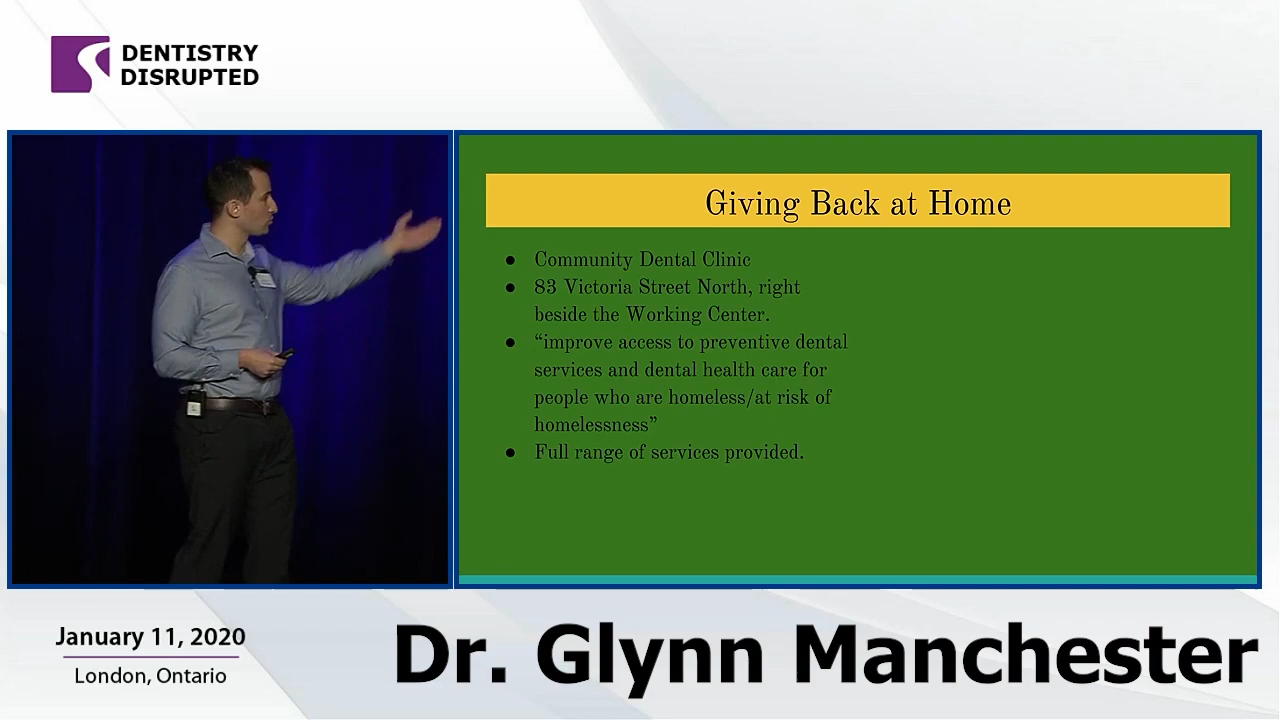 DENTISTRY
DISRUPTED
Giving Back at Home
● Community Dental Clinic
● 83 Victoria Street North, right
beside the Working Center.
● “improve access to preventive dental
services and dental health care for
people who are homeless/at risk of
homelessness”
● Full range of services provided.
January 11, 2020
London, Ontario
Dr. Glynn Manchester